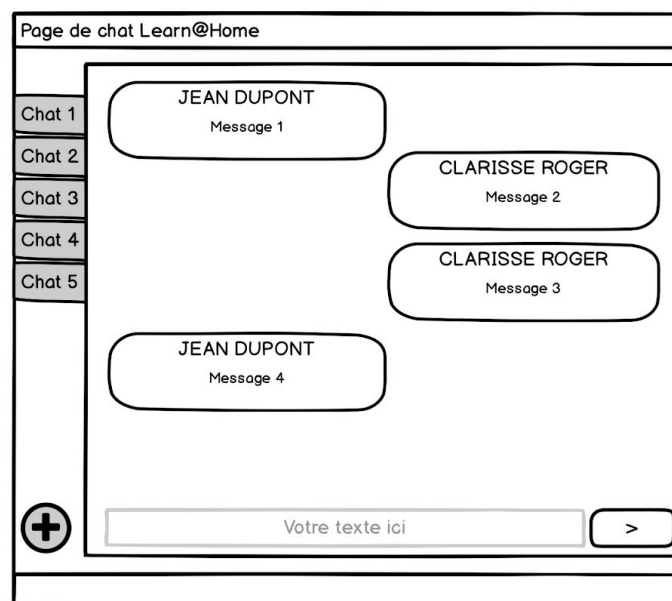 Page de chat Learn@Home
Chat 1
Chat 2
Chat 3
Chat 4
Chat 5
JEAN DUPONT
Message 1
CLARISSE ROGER
Message 2
CLARISSE ROGER
Message 3
JEAN DUPONT
Message 4
Votre texte ici
>